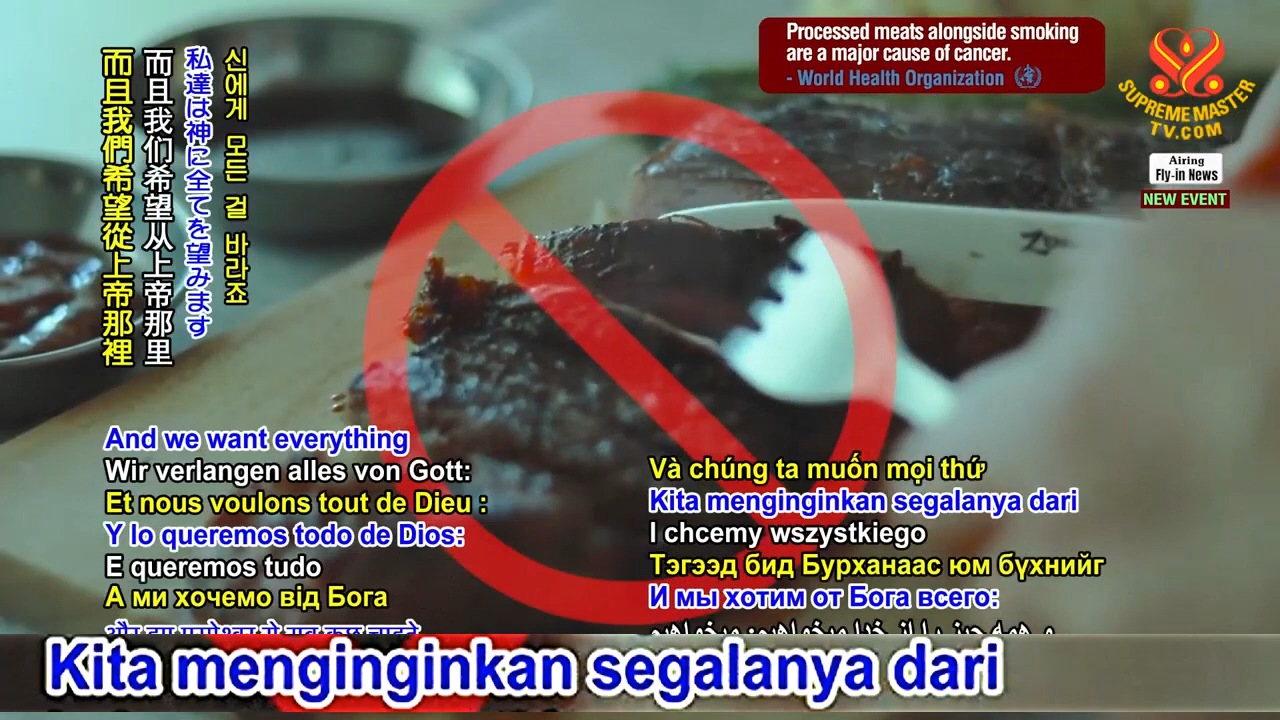 Processed meats alongside smoking
are a major cause of cancer.
- World Health Organization
SUPREME MASTER
TV.COM
Airing
Fly-in News
NEW EVENT
신에게 모든 걸 바라죠
私達は神に全てを望みます
而且我们希望从上帝那里
而且我們希望從上帝那裡
And we want everything
Wir verlangen alles von Gott:
Et nous voulons tout de Dieu :
Y lo queremos todo de Dios:
E queremos tudo
А ми хочемо від Бога
Và chúng ta muốn mọi thứ
Kita menginginkan segalanya dari
I chcemy wszystkiego
Тэгээд бид Бурханаас юм бүхнийг
И мы хотим от Бога всего:
Kita menginginkan segalanya dari